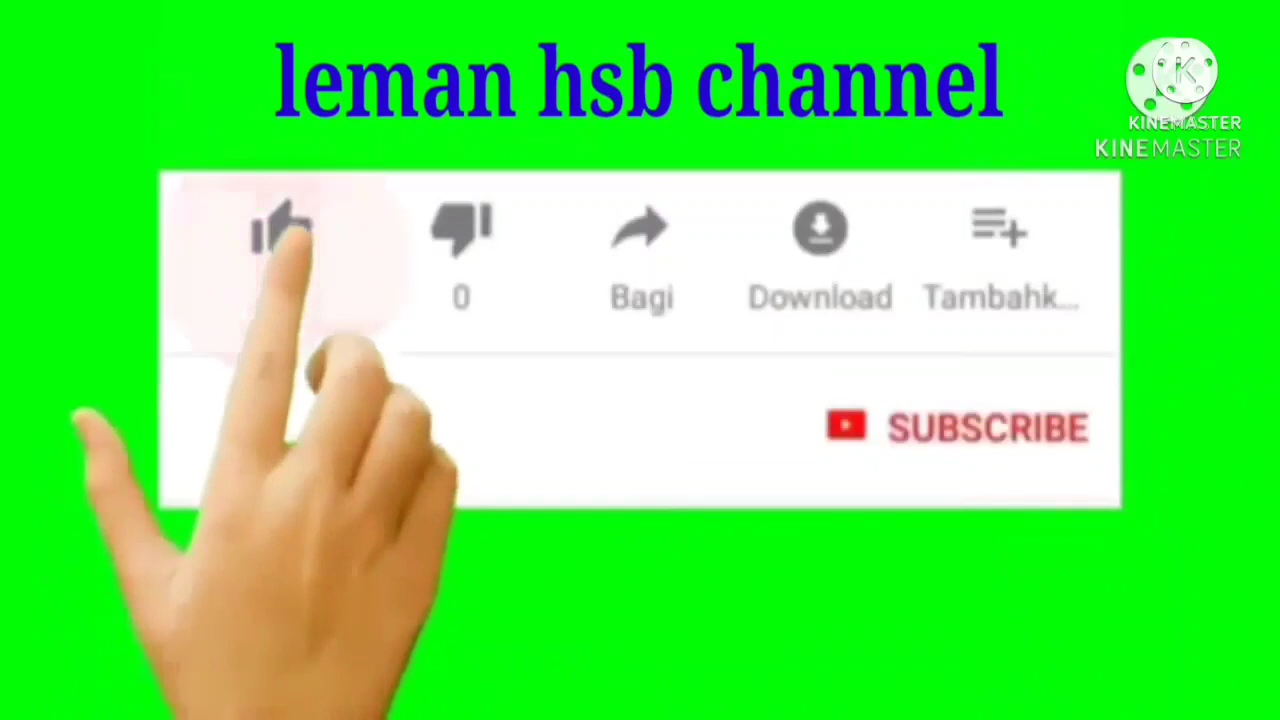 leman hsb channel
KINEMASTER
KINEMASTER
0
Bagi
Download
Tambahk...
SUBSCRIBE